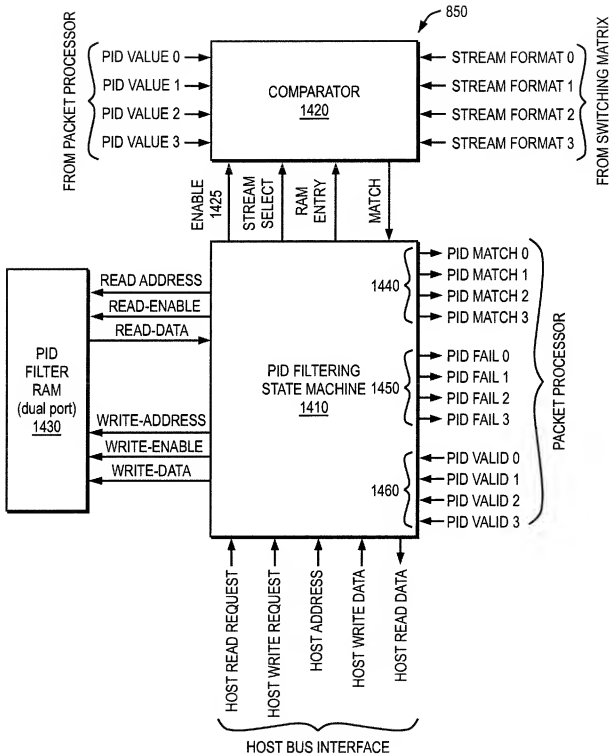 850
FROM PACKET PROCESSOR
PID VALUE 0
PID VALUE 1
PID VALUE 2
PID VALUE 3
COMPARATOR
1420
STREAM FORMAT 0
STREAM FORMAT 1
STREAM FORMAT 2
STREAM FORMAT 3
FROM SWITCHING MATRIX
ENABLE
1425
STREAM
SELECT
RAM
ENTRY
MATCH
READ ADDRESS
READ-ENABLE
READ-DATA
WRITE-ADDRESS
WRITE-ENABLE
WRITE-DATA
PID
FILTER
RAM
(dual port)
1430
PID FILTERING
STATE MACHINE
1410
1440
PID MATCH 0
PID MATCH 1
PID MATCH 2
PID MATCH 3
1450
PID FAIL 0
PID FAIL 1
PID FAIL 2
PID FAIL 3
1460
PID VALID 0
PID VALID 1
PID VALID 2
PID VALID 3
PACKET PROCESSOR
HOST READ REQUEST
HOST WRITE REQUEST
HOST ADDRESS
HOST WRITE DATA
HOST READ DATA
HOST BUS INTERFACE